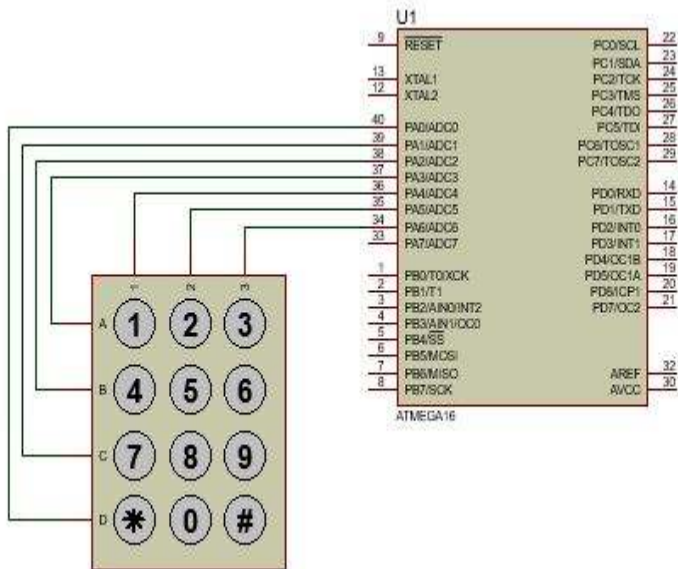 U1
9 RESET PC0/SCL 22
PC1/SDA 23
13 XTAL1 PC2/TCK 24
12 XTAL2 PC3/TMS 25
PC4/TDO 26
40 PA0/ADC0 PC5/TDI 27
39 PA1/ADC1 PC6/TOSC1 28
38 PA2/ADC2 PC7/TOSC2 29
37 PA3/ADC3
36 PA4/ADC4 PD0/RXD 14
35 PA5/ADC5 PD1/TXD 15
34 PA6/ADC6 PD2/INT0 16
33 PA7/ADC7 PD3/INT1 17
PD4/OC1B 18
1 PB0/T0/XCK PD5/OC1A 19
2 PB1/T1 PD6/ICP1 20
3 PB2/AIN0/INT2 PD7/OC2 21
4 PB3/AIN1/OC0
5 PB4/SS
6 PB5/MOSI
7 PB6/MISO AREF 32
8 PB7/SCK AVCC 30
ATMEGA16
1 2 3
A 1 2 3
B 4 5 6
C 7 8 9
D * 0 #